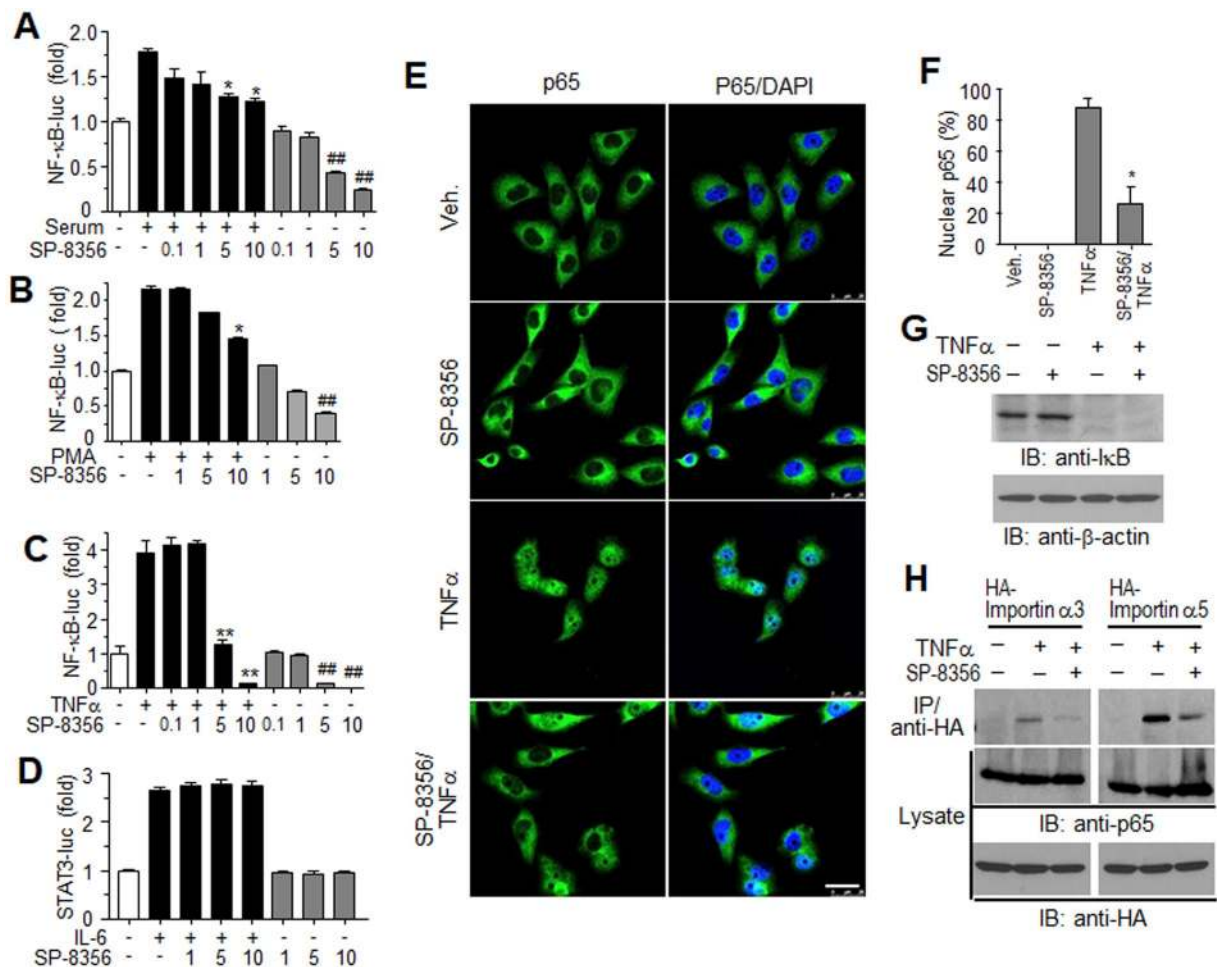 A
NF-κB-luc (fold)
2.0
1.5
1.0
0.5
0
* *
## ##
Serum - + + + + + - - - -
SP-8356 - - 0.1 1 5 10 0.1 1 5 10
B
NF-κB-luc ( fold)
2.0
1.5
1.0
0.5
0
*
##
PMA - + + + + - - -
SP-8356 - - 1 5 10 1 5 10
C
NF-κB-luc (fold)
4
2
1
0
** **
## ##
TNFα - + + + + + - - - -
SP-8356 - - 0.1 1 5 10 0.1 1 5 10
D
STAT3-luc (fold)
3
2
1
0
IL-6 - + + + + - - -
SP-8356 - - 1 5 10 1 5 10
E
p65 P65/DAPI
Veh.
SP-8356
TNFα
SP-8356/
TNFα
F
Nuclear p65 (%)
100
80
60
40
20
0
*
Veh.
SP-8356
TNFα
SP-8356/
TNFα
G
TNFα – – + +
SP-8356 – + – +
IB: anti-IκB
IB: anti-β-actin
H
HA- HA-
Importin α3 Importin α5
TNFα – + + – + +
SP-8356 – – + – – +
IP/
anti-HA
Lysate
IB: anti-p65
IB: anti-HA